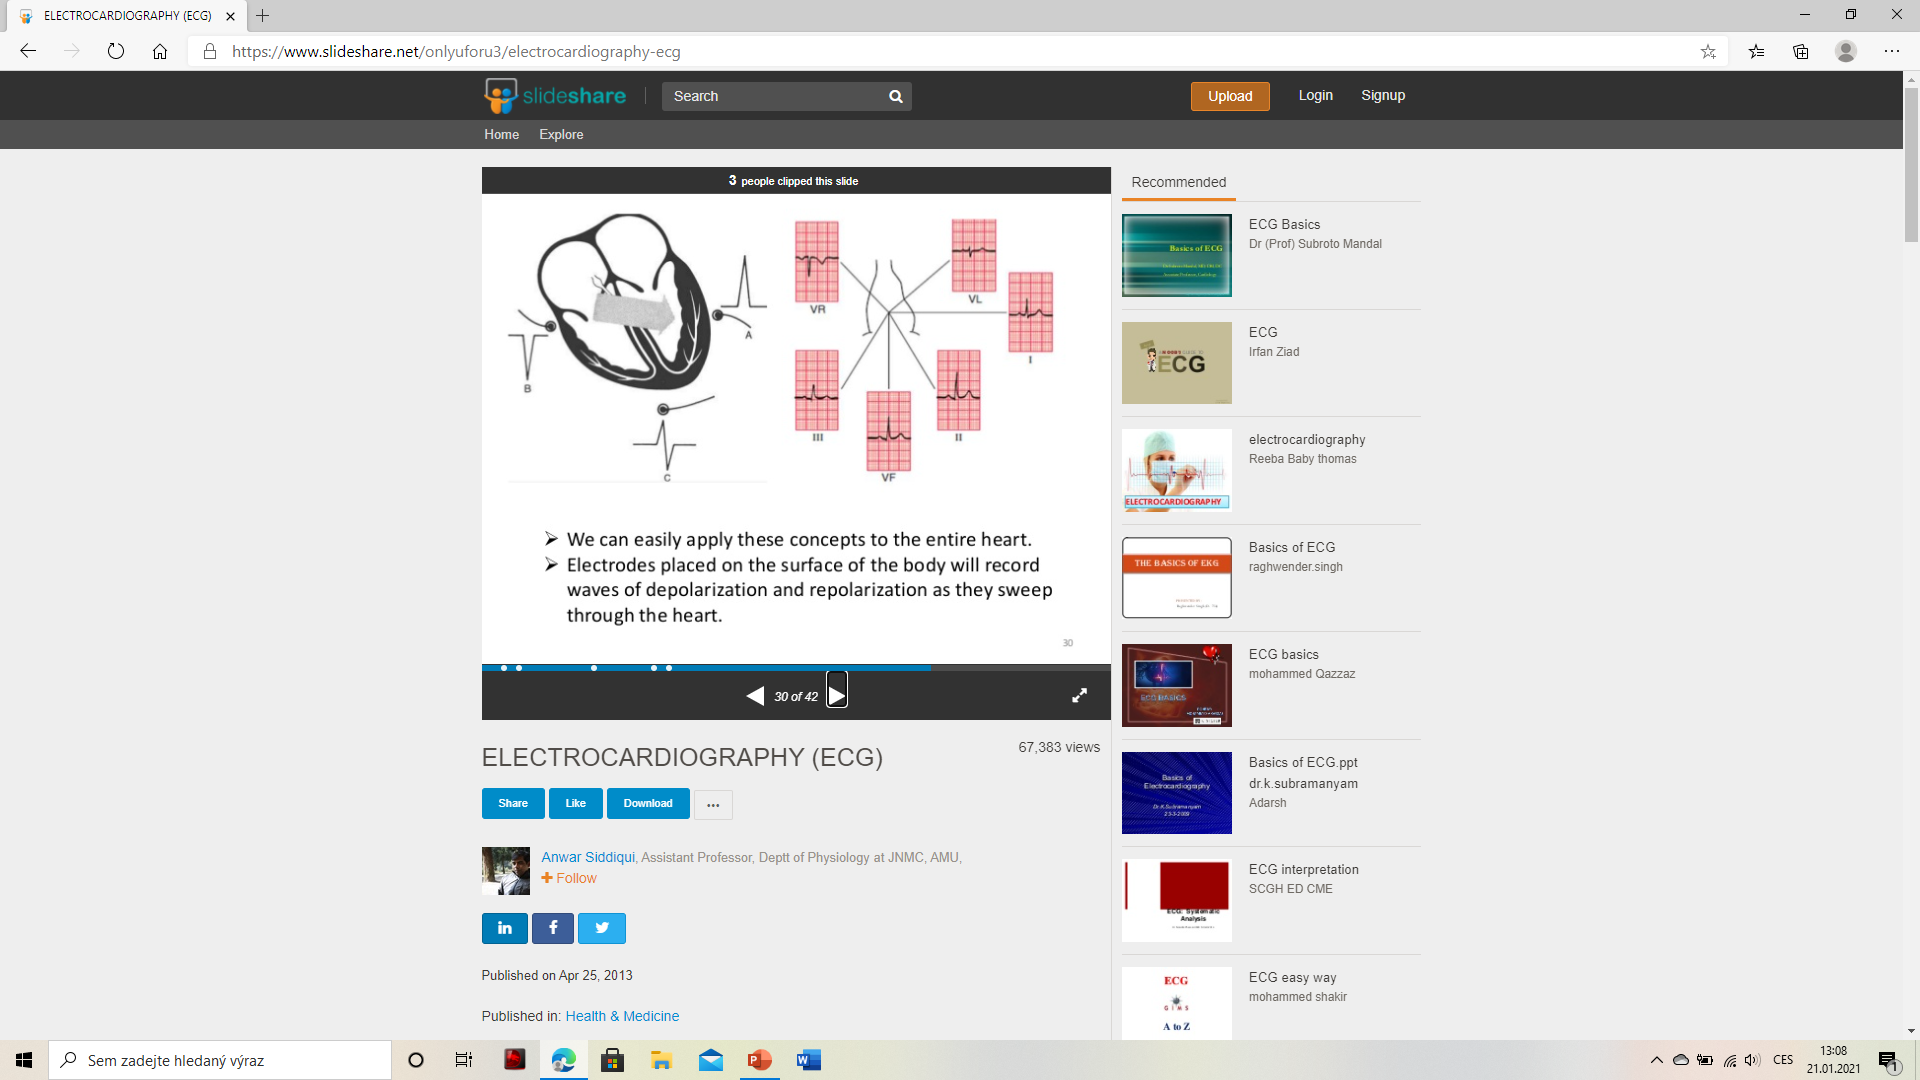 ELECTROCARDIOGRAPHY (ECG)
https://www.slideshare.net/onlyuforu3/electrocardiography-ecg
slideshare
Search
Upload
Login
Signup
Home
Explore
3 people clipped this slide
A
B
C
VR
VL
I
III
II
VF
We can easily apply these concepts to the entire heart.
Electrodes placed on the surface of the body will record
waves of depolarization and repolarization as they sweep
through the heart.
30
30 of 42
ELECTROCARDIOGRAPHY (ECG)
67,383 views
Share
Like
Download
Anwar Siddiqui, Assistant Professor, Deptt of Physiology at JNMC, AMU,
Follow
Published on Apr 25, 2013
Published in: Health & Medicine
Recommended
Basics of ECG
ECG Basics
Dr (Prof) Subroto Mandal
ECG
ECG
Irfan Ziad
ELECTROCARDIOGRAPHY
electrocardiography
Reeba Baby thomas
THE BASICS OF EKG
Basics of ECG
raghwender.singh
ECG BASICS
ECG basics
mohammed Qazzaz
Basics of
Electrocardiography
Dr.K.Subramanyam
Basics of ECG.ppt
dr.k.subramanyam
Adarsh
ECG: Systematic
Analysis
ECG interpretation
SCGH ED CME
ECG
GIMS
A to Z
ECG easy way
mohammed shakir
Sem zadejte hledaný výraz
CES
13:08
21.01.2021
1